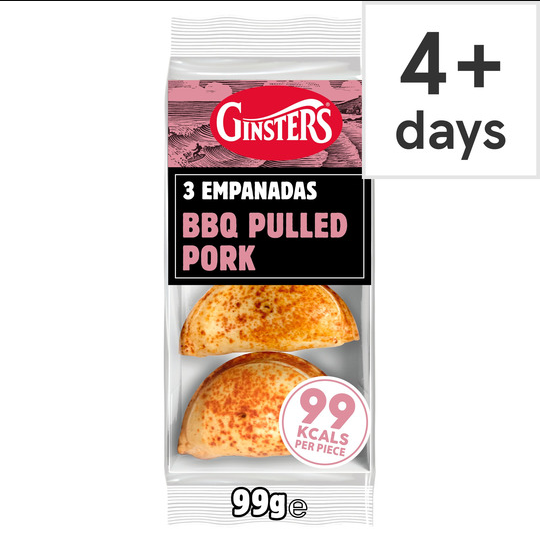 4+
days
GINSTERS®
3 EMPANADAS
BBQ PULLED
PORK
99
KCALS
PER PIECE
99g℮